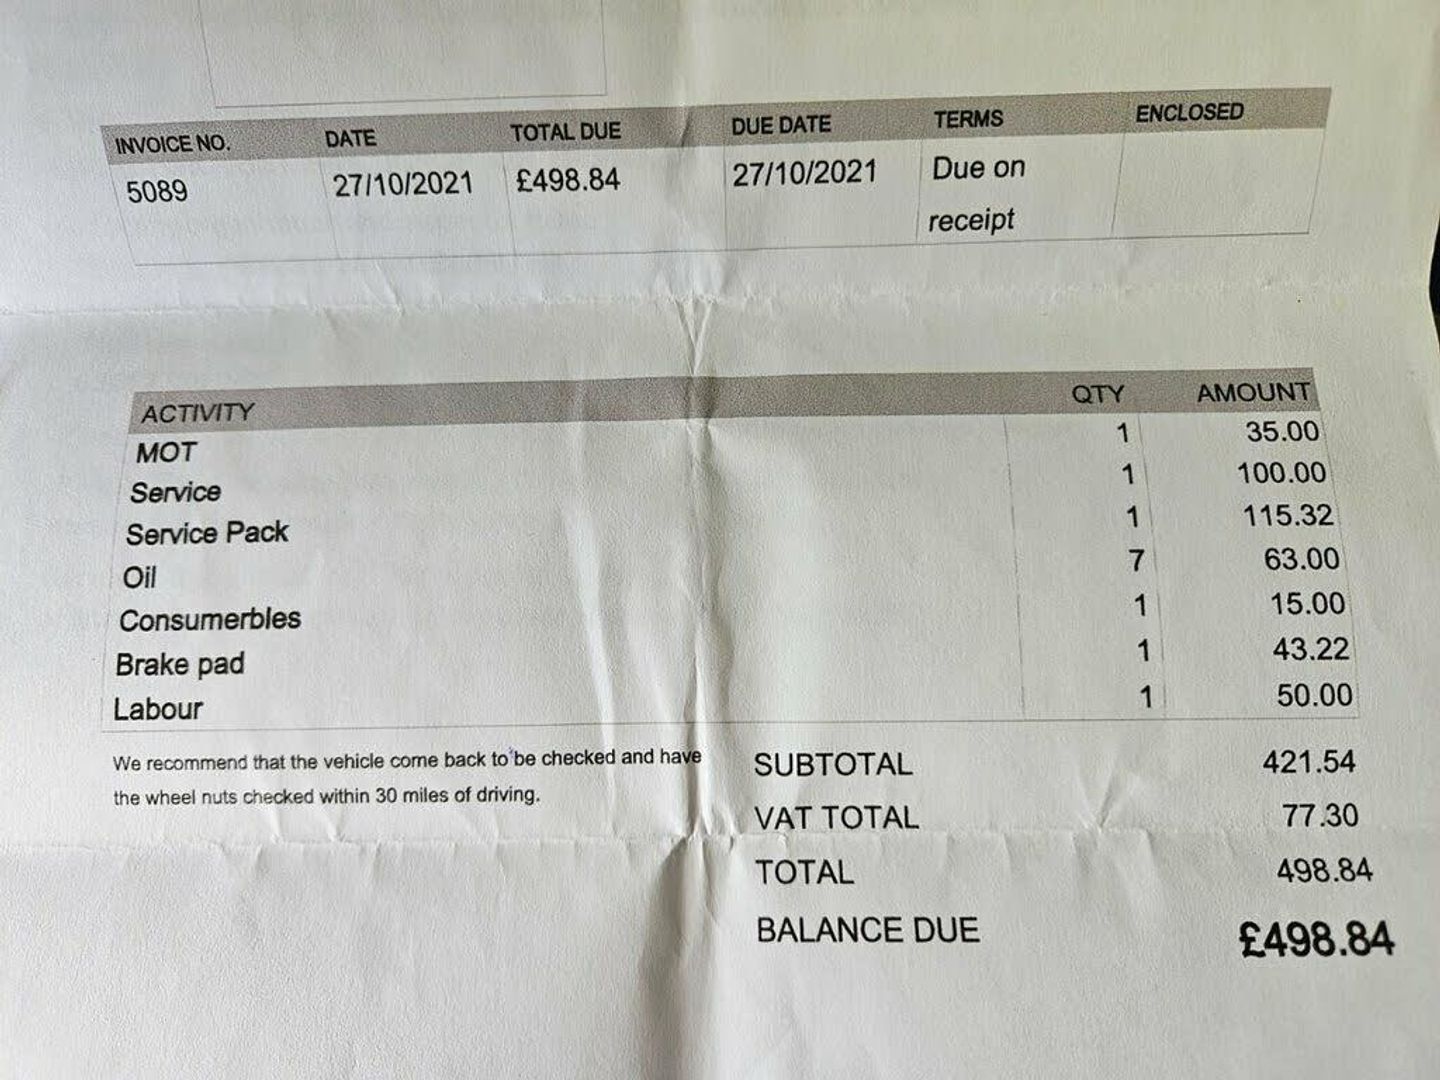 INVOICE NO. DATE TOTAL DUE DUE DATE TERMS ENCLOSED
5089 27/10/2021 £498.84 27/10/2021 Due on
receipt
ACTIVITY QTY AMOUNT
MOT 1 35.00
Service 1 100.00
Service Pack 1 115.32
Oil 7 63.00
Consumerbles 1 15.00
Brake pad 1 43.22
Labour 1 50.00
We recommend that the vehicle come back to be checked and have
the wheel nuts checked within 30 miles of driving.
SUBTOTAL 421.54
VAT TOTAL 77.30
TOTAL 498.84
BALANCE DUE £498.84